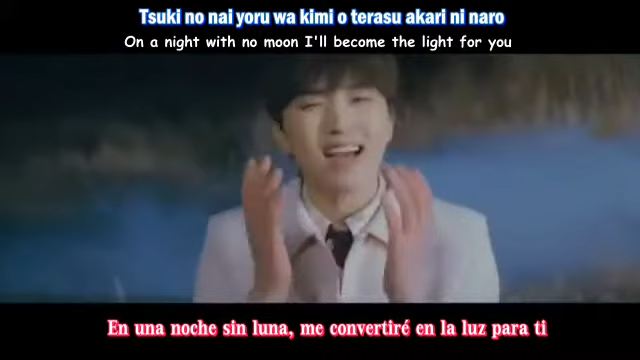 Tsuki no nai yoru wa kimi o terasu akari ni naro
On a night with no moon I'll become the light for you
En una noche sin luna, me convertiré en la luz para ti